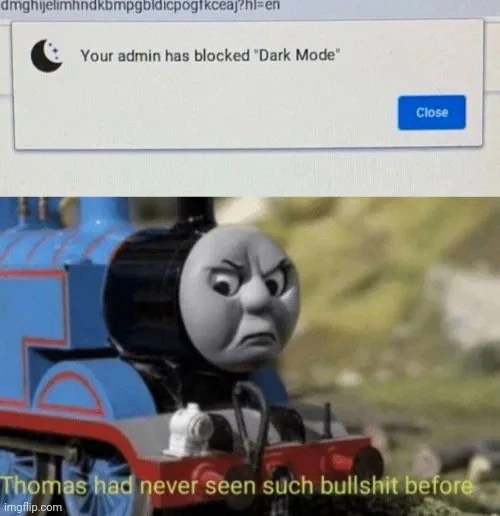 dmghijelimhndkbmpgbldicpogfkceaj?hl=en
Your admin has blocked "Dark Mode"
Close
Thomas had never seen such bullshit before
imgflip.com